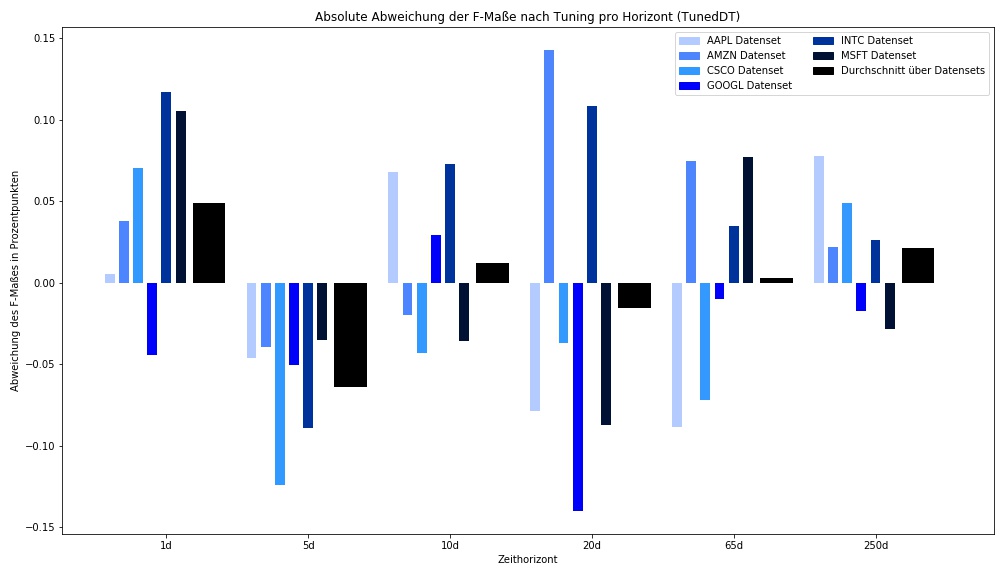 Absolute Abweichung der F-Maße nach Tuning pro Horizont (TunedDT)
AAPL Datenset
AMZN Datenset
CSCO Datenset
GOOGL Datenset
INTC Datenset
MSFT Datenset
Durchschnitt über Datensets
Abweichung des F-Maßes in Prozentpunkten
0.15
0.10
0.05
0.00
−0.05
−0.10
−0.15
1d 5d 10d 20d 65d 250d
Zeithorizont